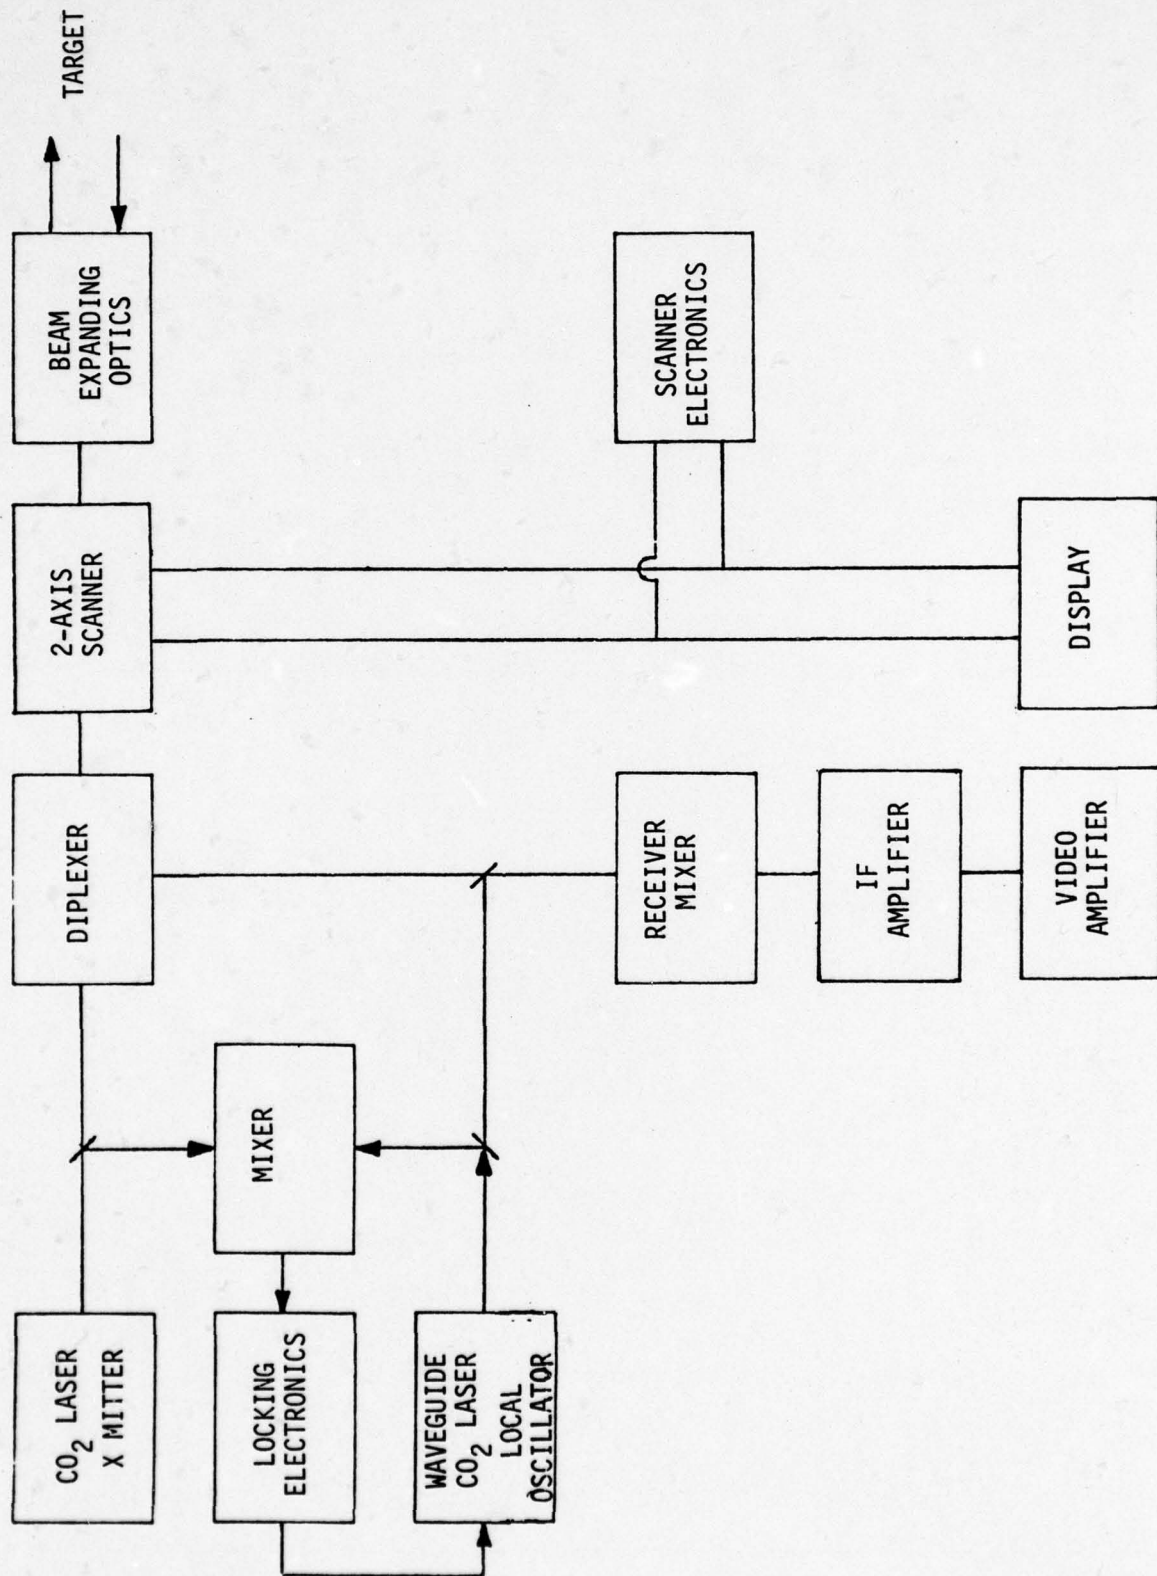 CO2 LASER
X MITTER
DIPLEXER
2-AXIS
SCANNER
BEAM
EXPANDING
OPTICS
TARGET
LOCKING
ELECTRONICS
MIXER
WAVEGUIDE
CO2 LASER
LOCAL
OSCILLATOR
RECEIVER
MIXER
SCANNER
ELECTRONICS
IF
AMPLIFIER
VIDEO
AMPLIFIER
DISPLAY